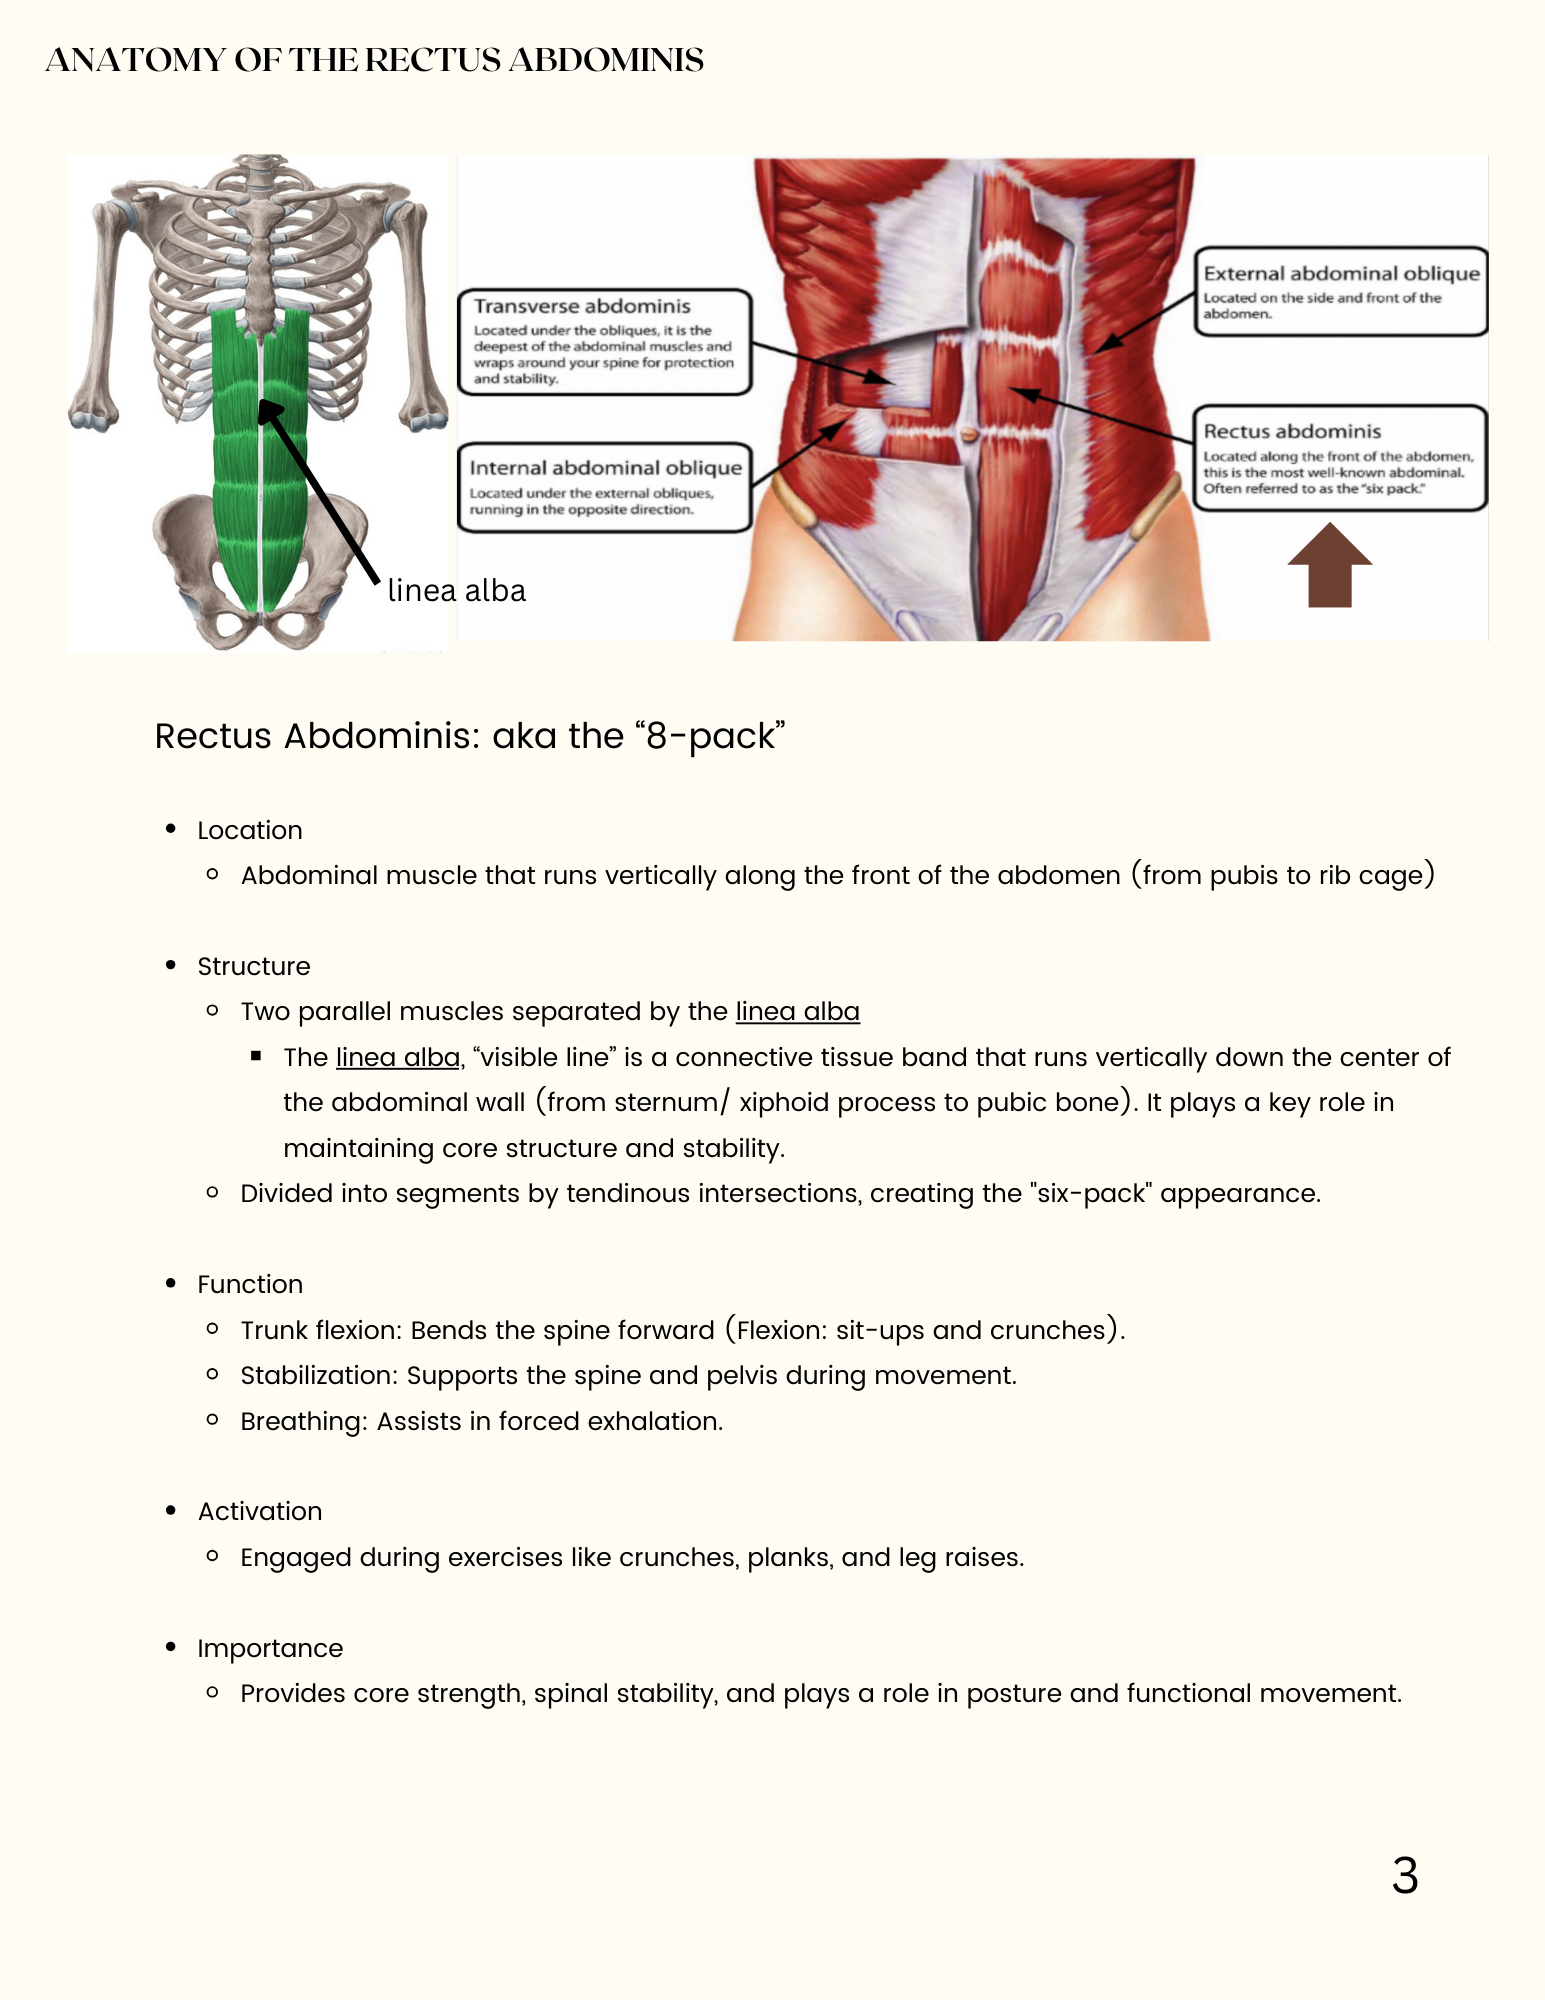 ANATOMY OF THE RECTUS ABDOMINIS
Transverse abdominis
Located under the obliques, it is the
deepest of the abdominal muscles and
wraps around your spine for protection
and stability.
Internal abdominal oblique
Located under the external obliques,
running in the opposite direction.
External abdominal oblique
Located on the side and front of the
abdomen.
Rectus abdominis
Located along the front of the abdomen,
this is the most well-known abdominal.
Often referred to as the "six pack."
linea alba
Rectus Abdominis: aka the “8-pack”
• Location
◦ Abdominal muscle that runs vertically along the front of the abdomen (from pubis to rib cage)
• Structure
◦ Two parallel muscles separated by the linea alba
▪ The linea alba, “visible line” is a connective tissue band that runs vertically down the center of
the abdominal wall (from sternum/ xiphoid process to pubic bone). It plays a key role in
maintaining core structure and stability.
◦ Divided into segments by tendinous intersections, creating the "six-pack" appearance.
• Function
◦ Trunk flexion: Bends the spine forward (Flexion: sit-ups and crunches).
◦ Stabilization: Supports the spine and pelvis during movement.
◦ Breathing: Assists in forced exhalation.
• Activation
◦ Engaged during exercises like crunches, planks, and leg raises.
• Importance
◦ Provides core strength, spinal stability, and plays a role in posture and functional movement.
3